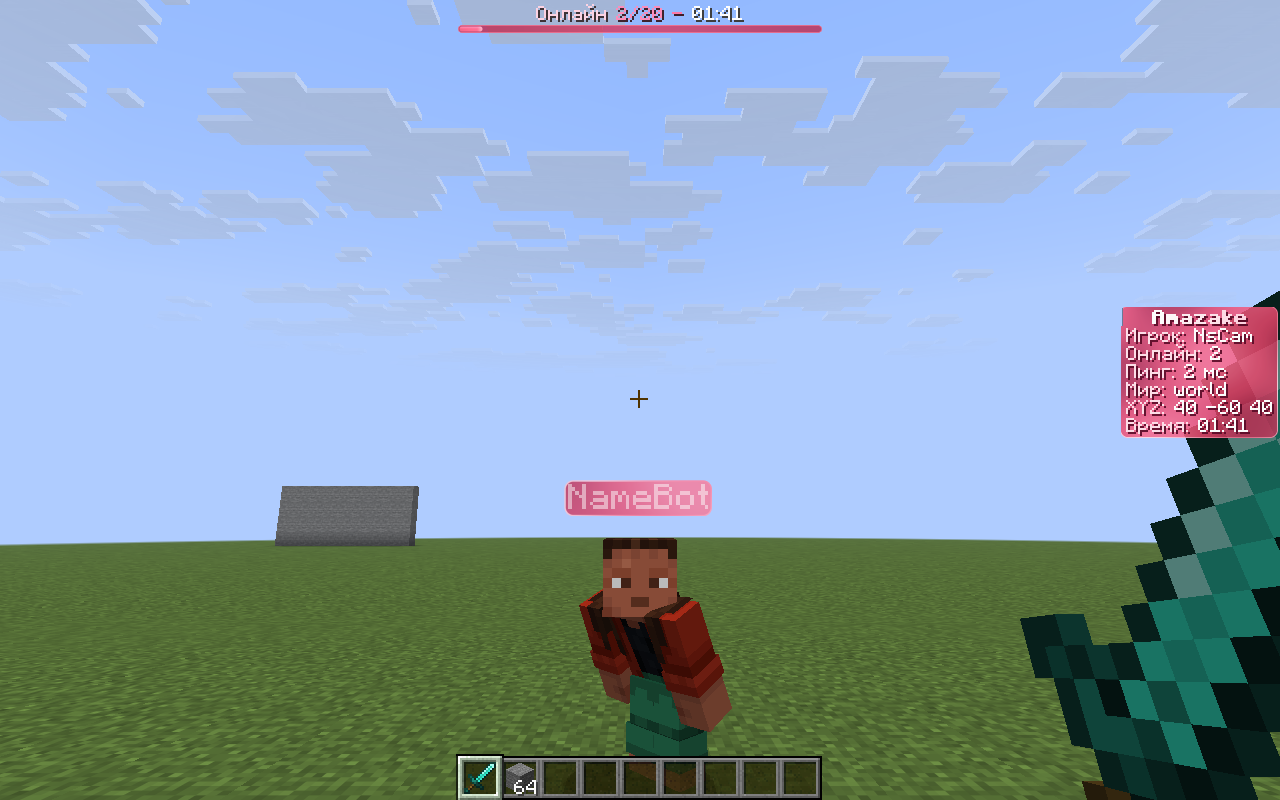 Онлайн 2/20 - 01:41
Amazake
Игрок: NsCam
Онлайн: 2
Пинг: 2 мс
Мир: world
XYZ: 40 -60 40
Время: 01:41
NameBot
64